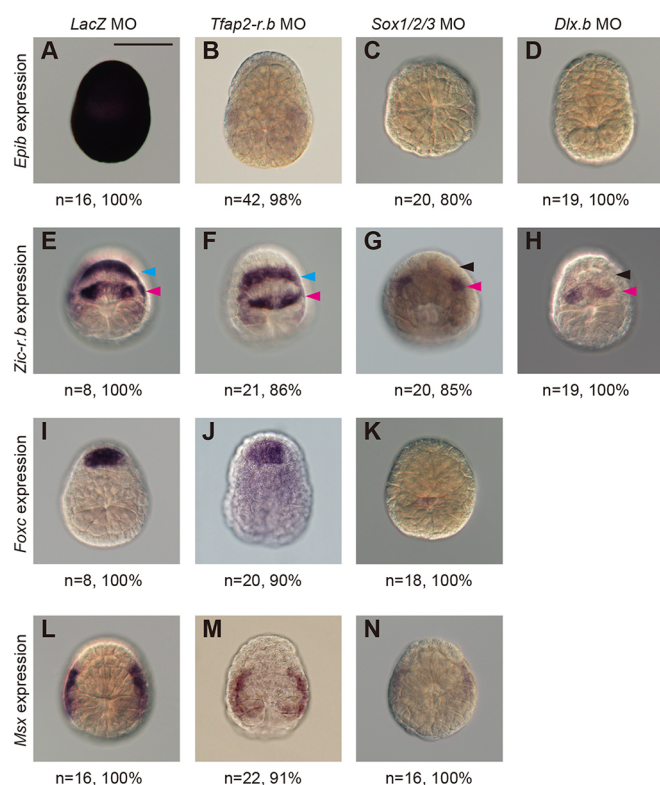 LacZ MO Tfap2-r.b MO Sox1/2/3 MO Dlx.b MO
Epib expression
A B C D
n=16, 100% n=42, 98% n=20, 80% n=19, 100%
Zic-r.b expression
E F G H
n=8, 100% n=21, 86% n=20, 85% n=19, 100%
Foxc expression
I J K
n=8, 100% n=20, 90% n=18, 100%
Msx expression
L M N
n=16, 100% n=22, 91% n=16, 100%